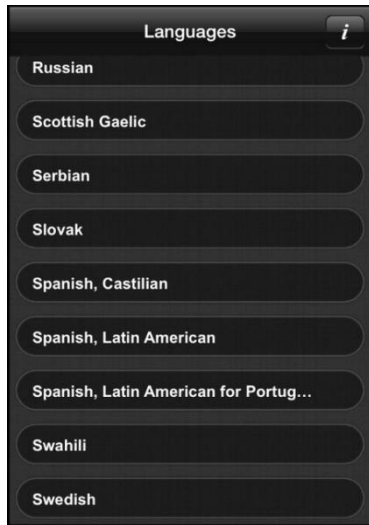 Languages
i
Russian
Scottish Gaelic
Serbian
Slovak
Spanish, Castilian
Spanish, Latin American
Spanish, Latin American for Portug...
Swahili
Swedish